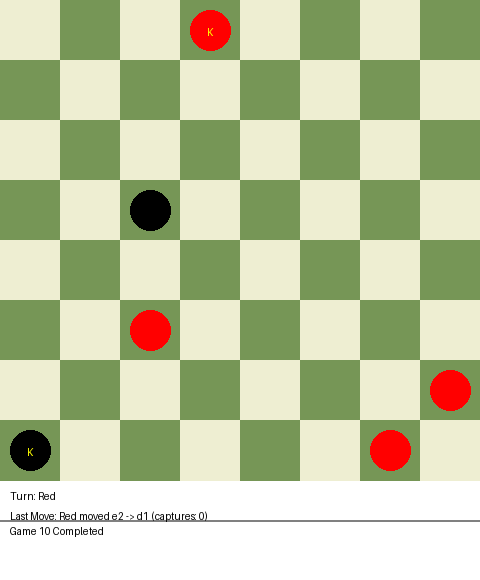 K
K
Turn: Red
Last Move: Red moved e2 -> d1 (captures: 0)
Game 10 Completed